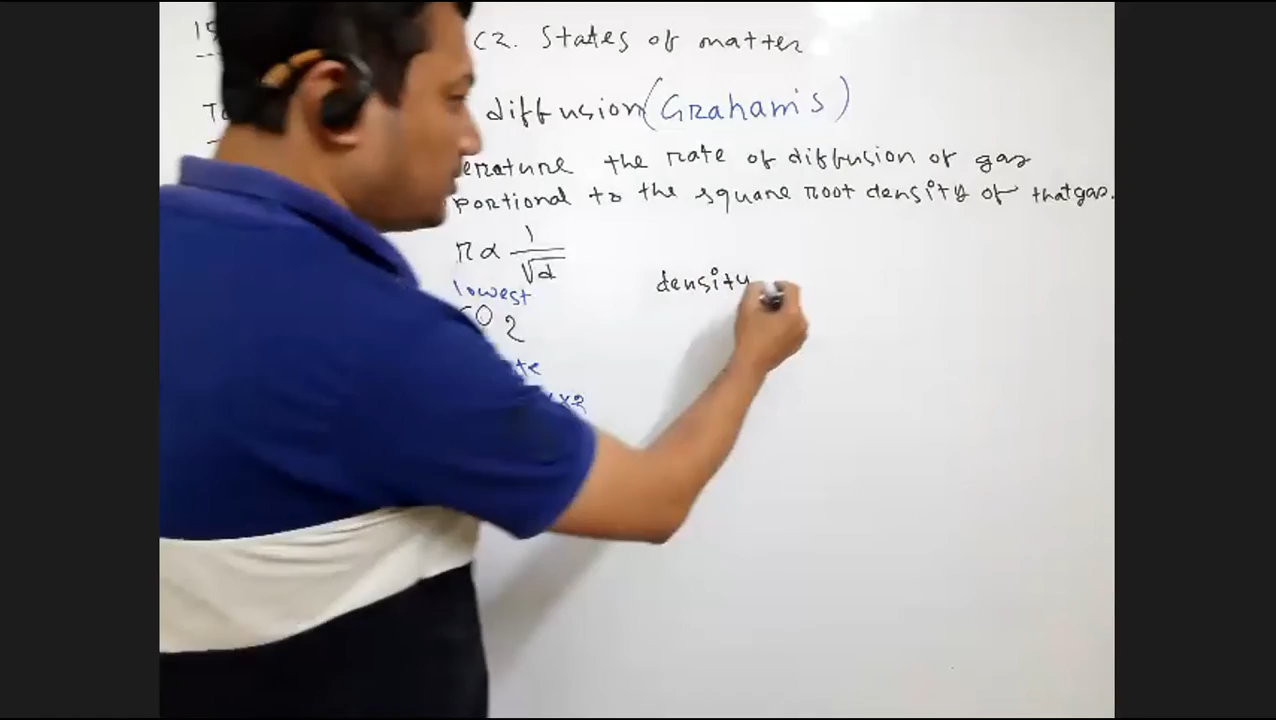 C2. States of matter
diffusion (Graham's)
erature the rate of diffusion of gas
portional to the square root density of that gas.
r ∝ 1/√d
lowest density
CO2